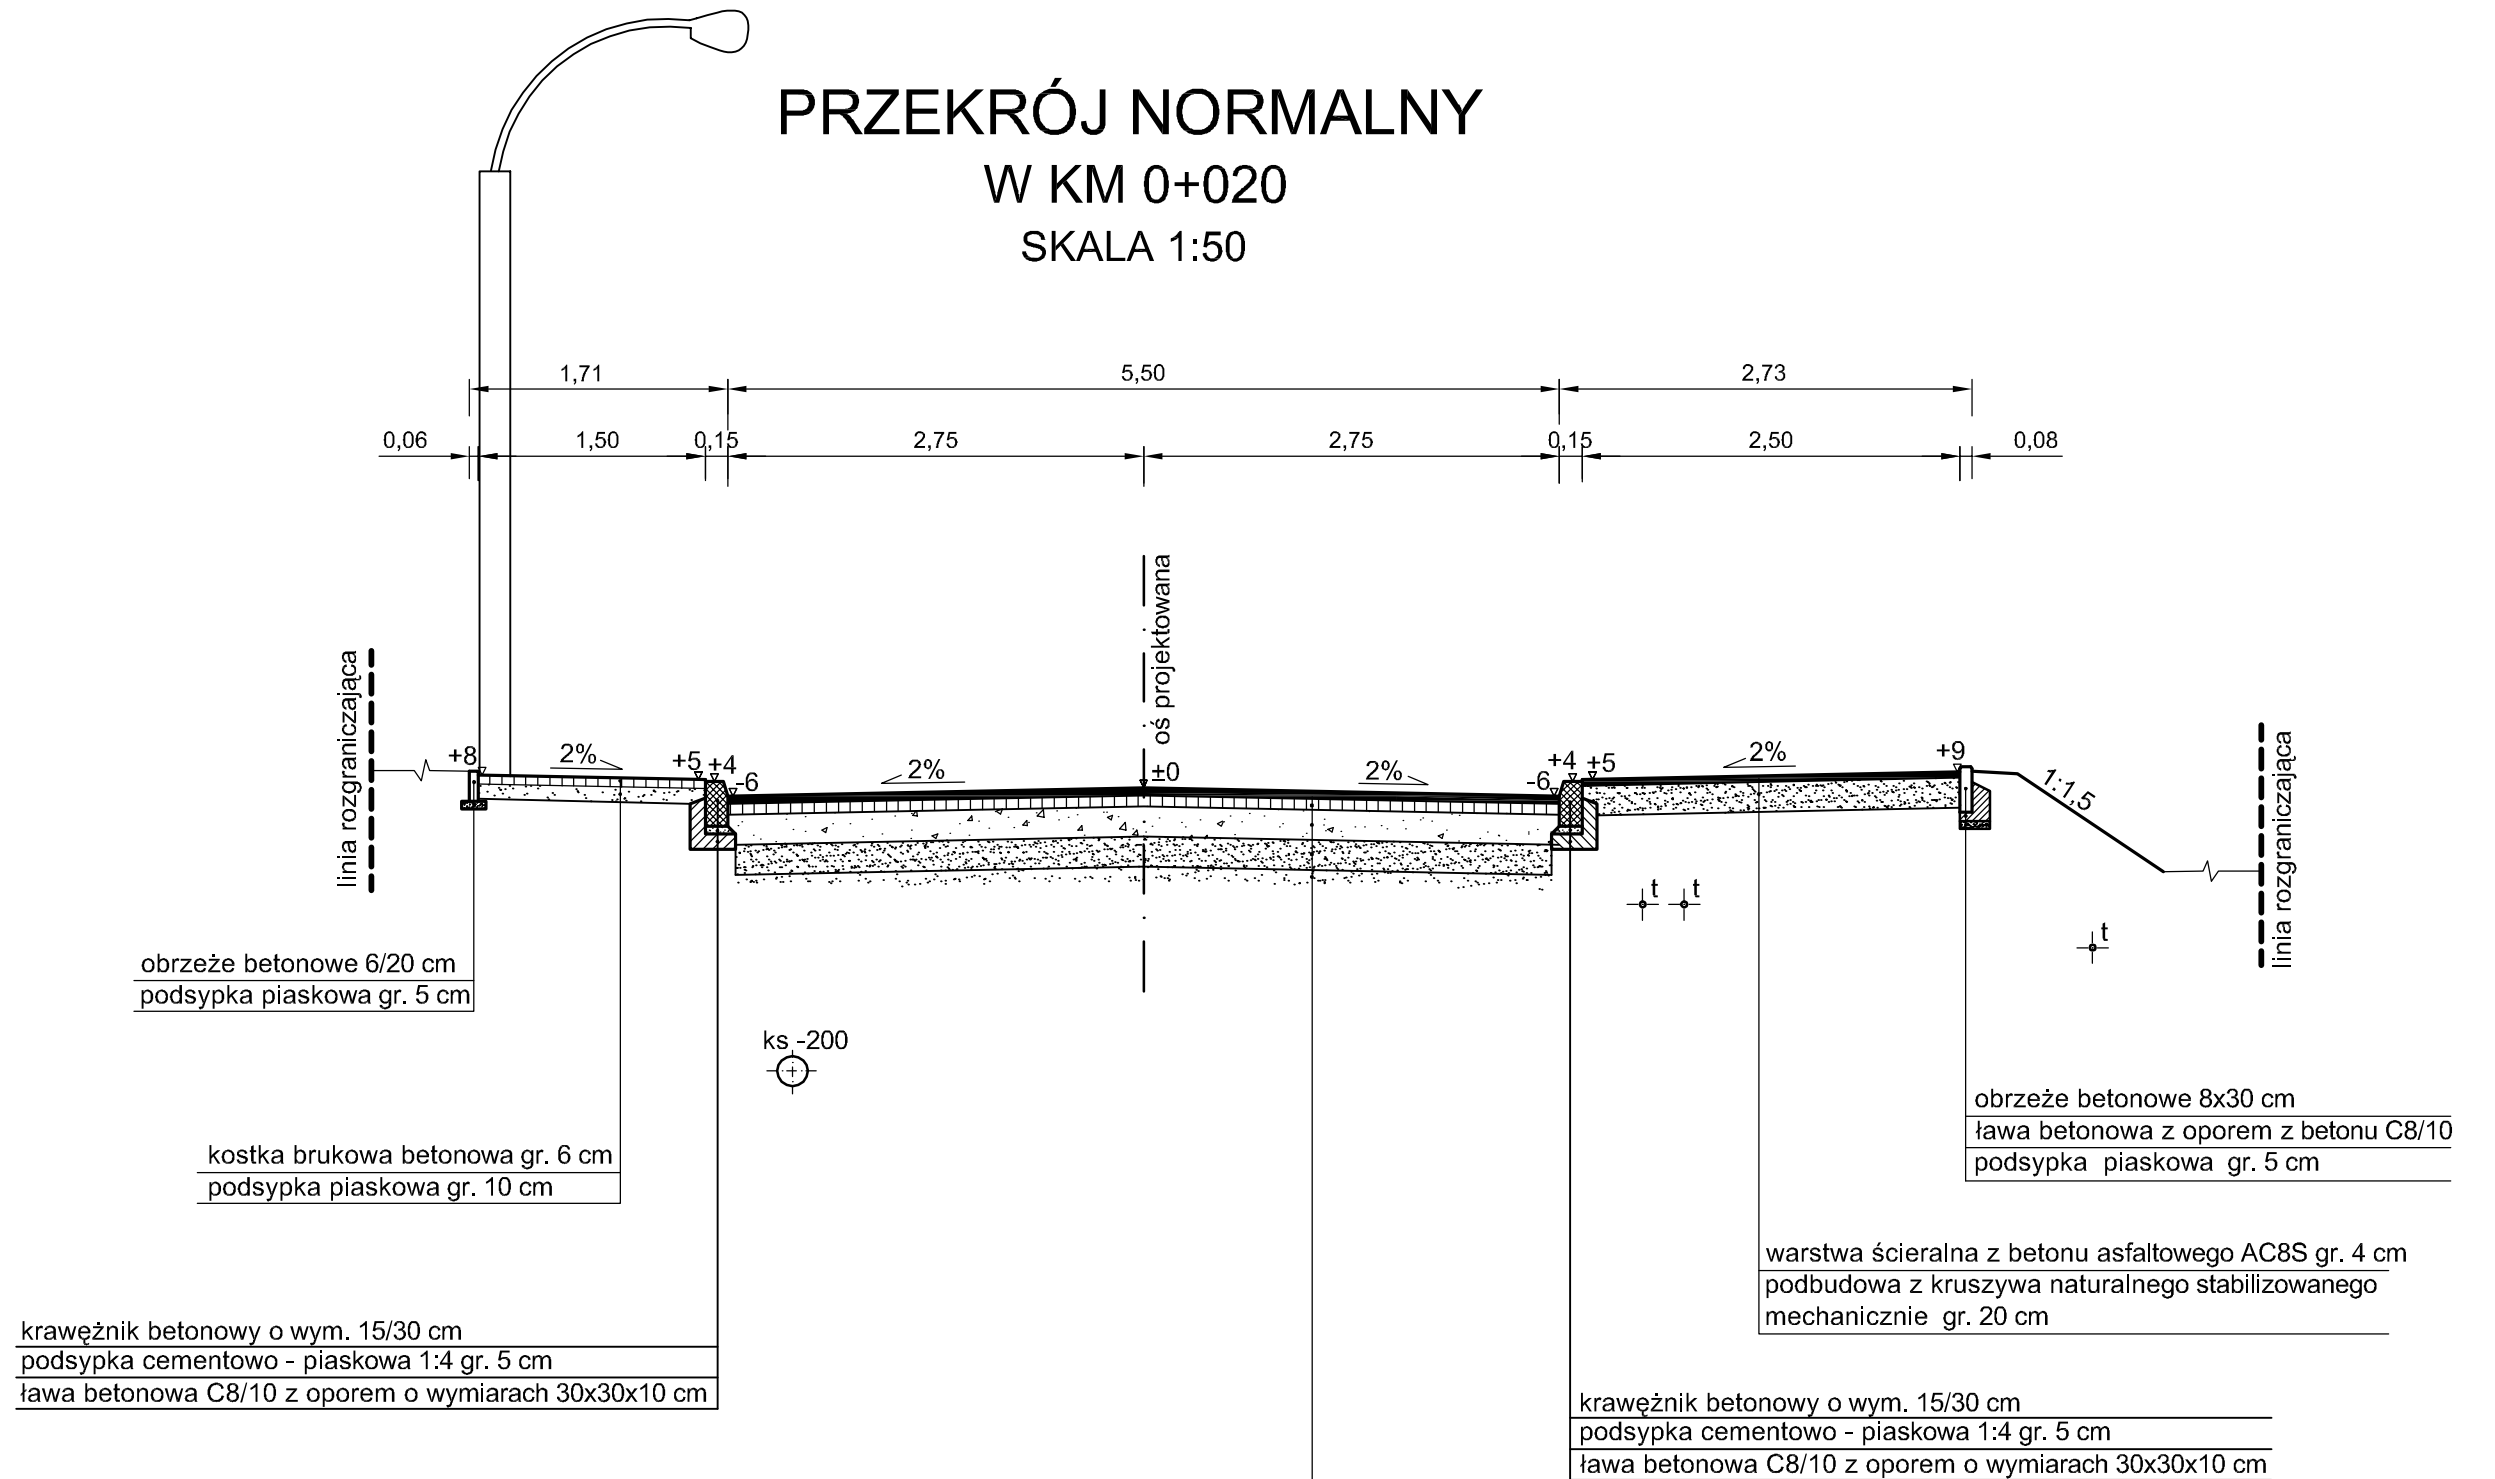 PRZEKRÓJ NORMALNY
W KM 0+020
SKALA 1:50
1,71
5,50
2,73
0,06
1,50
0,15
2,75
2,75
0,15
2,50
0,08
oś projektowana
linia rozgraniczająca
linia rozgraniczająca
+8
2%
+5
+4
-6
2%
±0
2%
-6
+4
+5
2%
+9
1:1,5
t
t
t
obrzeże betonowe 6/20 cm
podsypka piaskowa gr. 5 cm
ks -200
kostka brukowa betonowa gr. 6 cm
podsypka piaskowa gr. 10 cm
obrzeże betonowe 8x30 cm
ława betonowa z oporem z betonu C8/10
podsypka piaskowa gr. 5 cm
warstwa ścieralna z betonu asfaltowego AC8S gr. 4 cm
podbudowa z kruszywa naturalnego stabilizowanego
mechanicznie gr. 20 cm
krawężnik betonowy o wym. 15/30 cm
podsypka cementowo - piaskowa 1:4 gr. 5 cm
ława betonowa C8/10 z oporem o wymiarach 30x30x10 cm
krawężnik betonowy o wym. 15/30 cm
podsypka cementowo - piaskowa 1:4 gr. 5 cm
ława betonowa C8/10 z oporem o wymiarach 30x30x10 cm